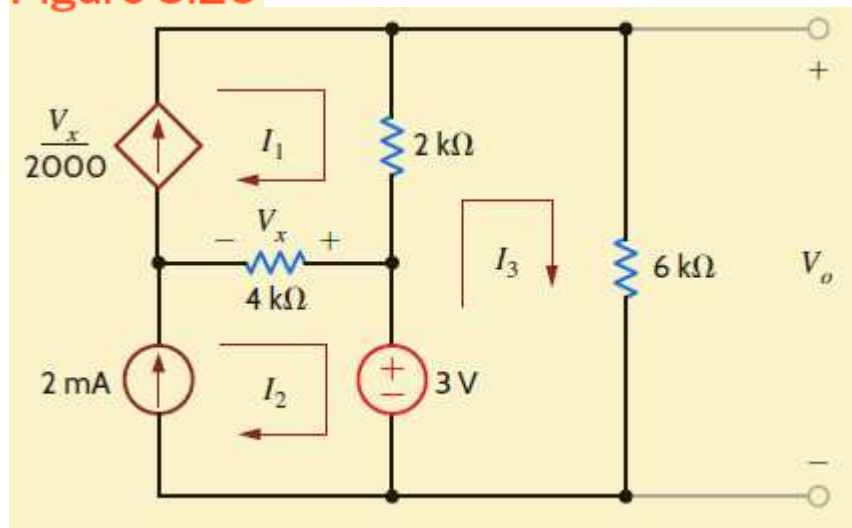 V_x
2000
I_1
2 kΩ
+
− V_x +
4 kΩ
I_3
6 kΩ
V_o
2 mA
I_2
+
−
3 V
−